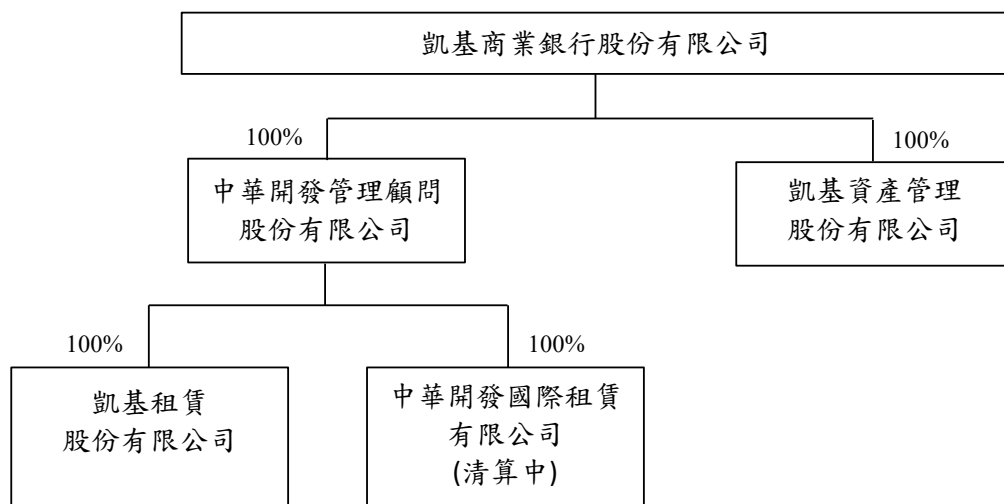 凱基商業銀行股份有限公司
100%
100%
中華開發管理顧問
股份有限公司
凱基資產管理
股份有限公司
100%
100%
凱基租賃
股份有限公司
中華開發國際租賃
有限公司
(清算中)